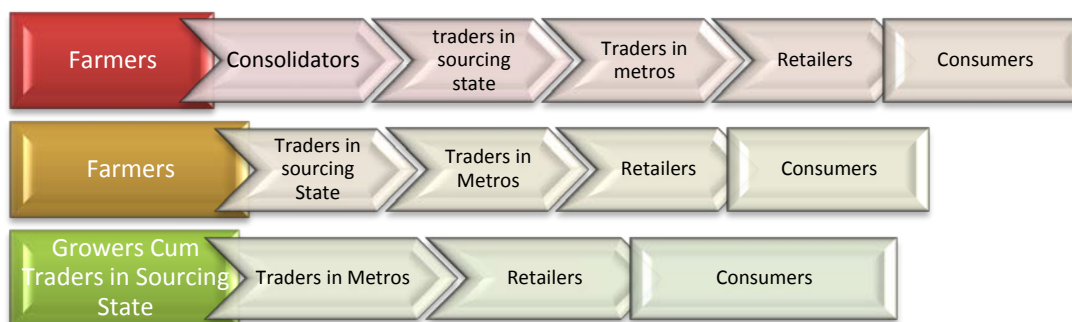 Farmers
Consolidators
traders in
sourcing
state
Traders in
metros
Retailers
Consumers
Farmers
Traders in
sourcing
State
Traders in
Metros
Retailers
Consumers
Growers Cum
Traders in Sourcing
State
Traders in Metros
Retailers
Consumers